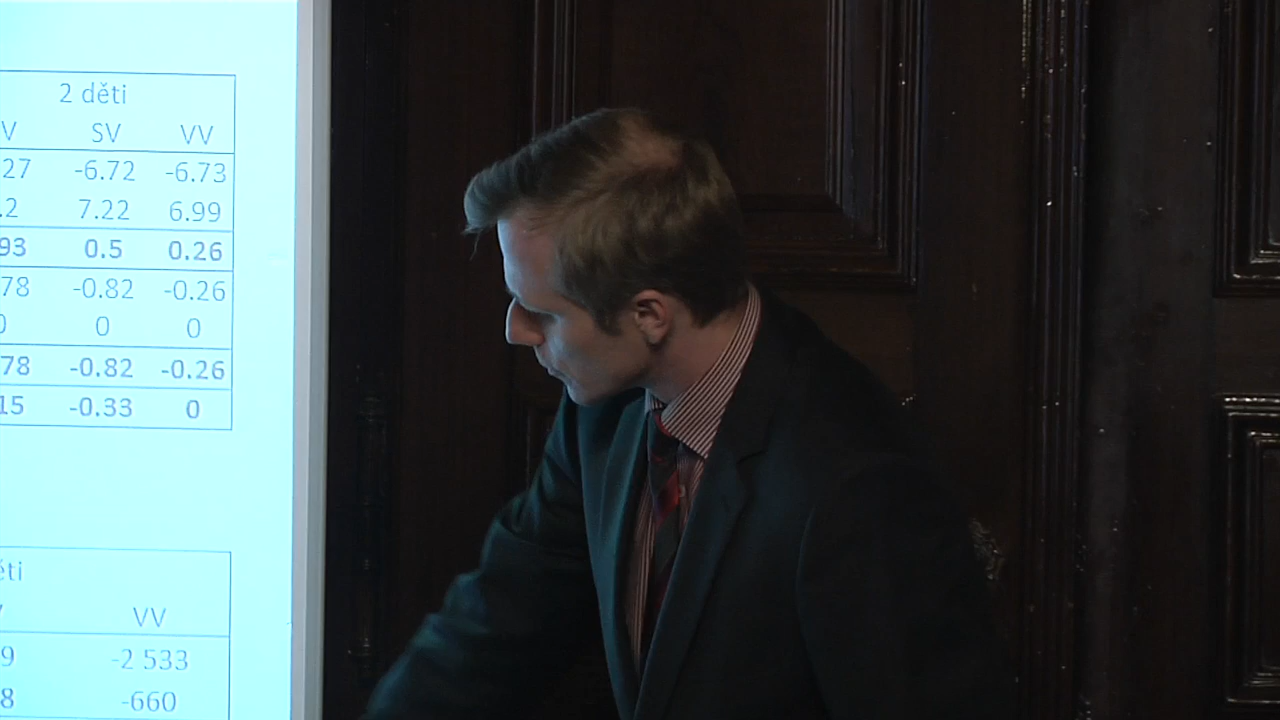 2 děti
V SV VV
27 -6.72 -6.73
.2 7.22 6.99
93 0.5 0.26
78 -0.82 -0.26
0 0 0
78 -0.82 -0.26
15 -0.33 0
ěti
VV
9 -2 533
8 -660